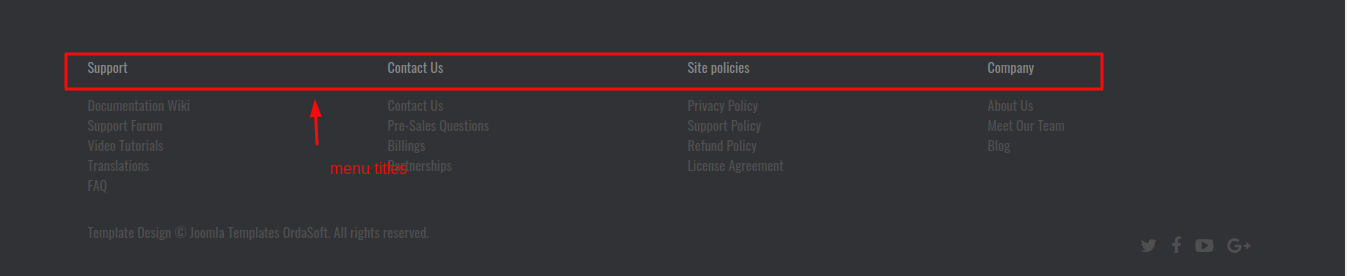 Support
Documentation Wiki
Support Forum
Video Tutorials
Translations
FAQ
Contact Us
Contact Us
Pre-Sales Questions
Billings
Partnerships
Site policies
Privacy Policy
Support Policy
Refund Policy
License Agreement
Company
About Us
Meet Our Team
Blog
menu titles
Template Design © Joomla Templates OrdaSoft. All rights reserved.